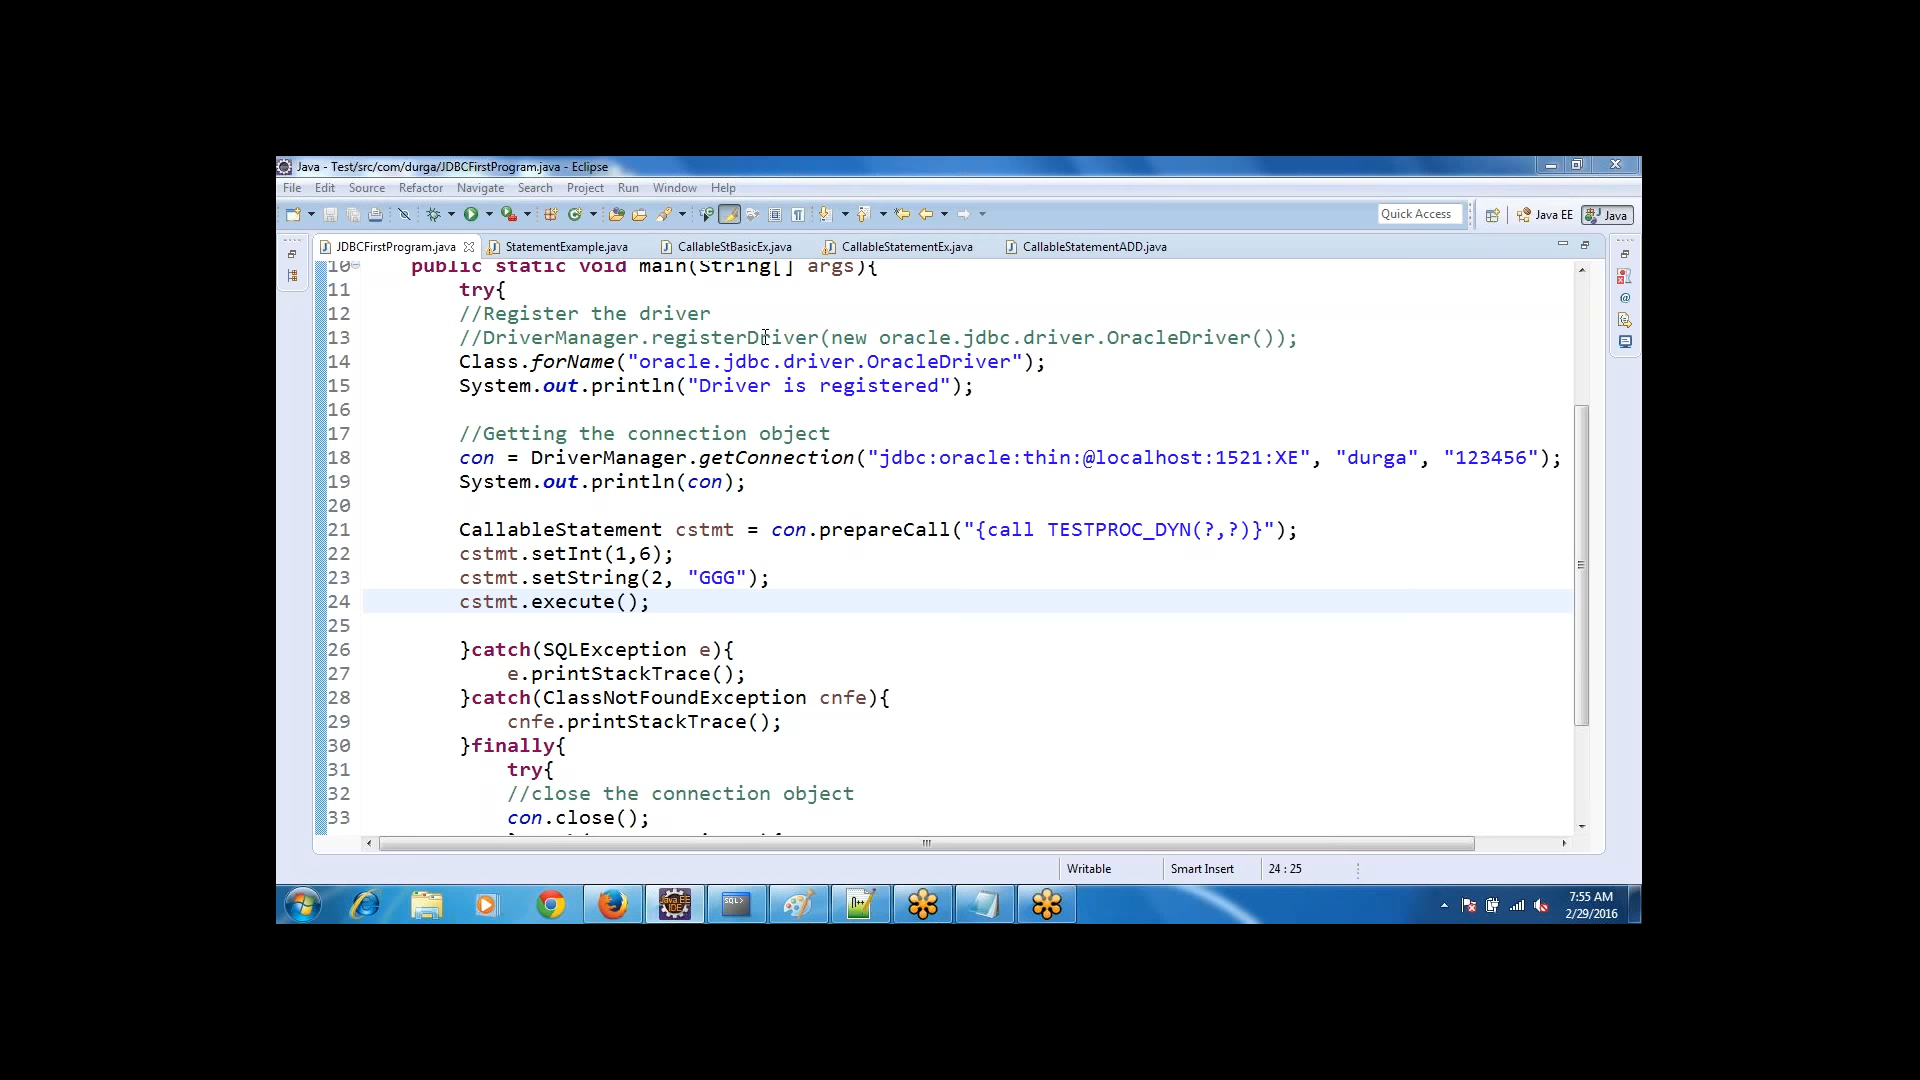 Java - Test/src/com/durga/JDBCFirstProgram.java - Eclipse
File Edit Source Refactor Navigate Search Project Run Window Help
Quick Access Java EE Java
JDBCFirstProgram.java StatementExample.java CallableStBasicEx.java CallableStatementEx.java CallableStatementADD.java
10 public static void main(String[] args){
11 try{
12 //Register the driver
13 //DriverManager.registerDriver(new oracle.jdbc.driver.OracleDriver());
14 Class.forName("oracle.jdbc.driver.OracleDriver");
15 System.out.println("Driver is registered");
16
17 //Getting the connection object
18 con = DriverManager.getConnection("jdbc:oracle:thin:@localhost:1521:XE", "durga", "123456");
19 System.out.println(con);
20
21 CallableStatement cstmt = con.prepareCall("{call TESTPROC_DYN(?,?)}");
22 cstmt.setInt(1,6);
23 cstmt.setString(2, "GGG");
24 cstmt.execute();
25
26 }catch(SQLException e){
27 e.printStackTrace();
28 }catch(ClassNotFoundException cnfe){
29 cnfe.printStackTrace();
30 }finally{
31 try{
32 //close the connection object
33 con.close();
Writable Smart Insert 24 : 25
Java EE
IDE
SQL>
7:55 AM
2/29/2016